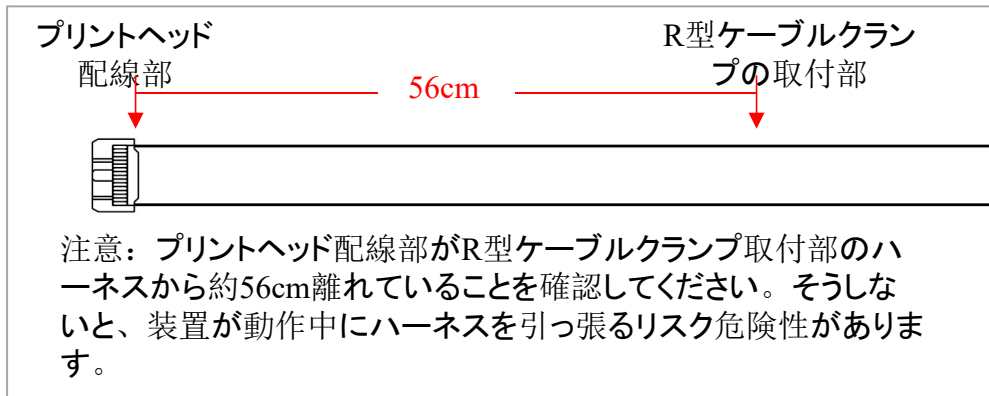 プリントヘッド
配線部
R型ケーブルクラン
プの取付部
56cm
注意：プリントヘッド配線部がR型ケーブルクランプ取付部のハ
ーネスから約56cm離れていることを確認してください。そうしな
いと、装置が動作中にハーネスを引っ張るリスク危険性がありま
す。